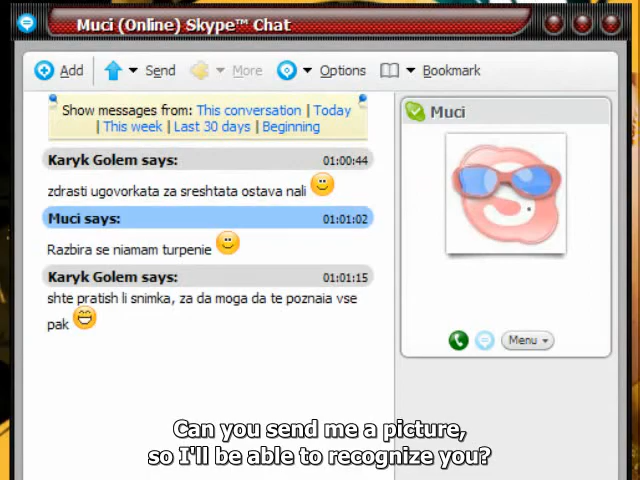 Muci (Online) Skype™ Chat
Add Send More Options Bookmark
Show messages from: This conversation | Today
| This week | Last 30 days | Beginning
Muci
Karyk Golem says: 01:00:44
zdrasti ugovorkata za sreshtata ostava nali
Muci says: 01:01:02
Razbira se niamam turpenie
Karyk Golem says: 01:01:15
shte pratish li snimka, za da moga da te poznaia vse
pak
Menu
Can you send me a picture,
so I'll be able to recognize you?